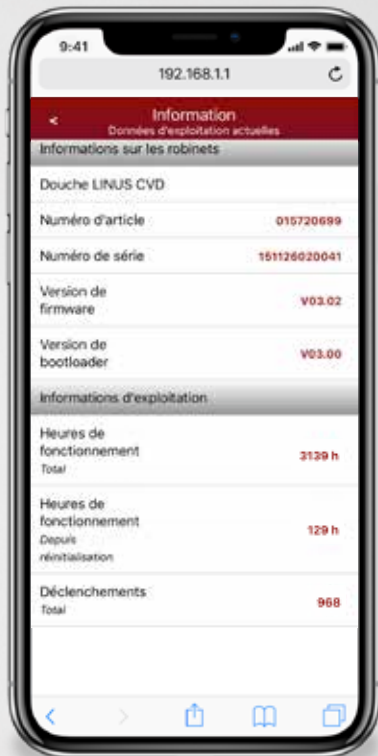 9:41
192.168.1.1
<
Information
Données d'exploitation actuelles
Informations sur les robinets
Douche LINUS CVD
Numéro d'article 015720699
Numéro de série 151126020041
Version de
firmware V03.02
Version de
bootloader V03.00
Informations d'exploitation
Heures de
fonctionnement
Total 3139 h
Heures de
fonctionnement
Depuis
réinitialisation 129 h
Déclenchements
Total 968